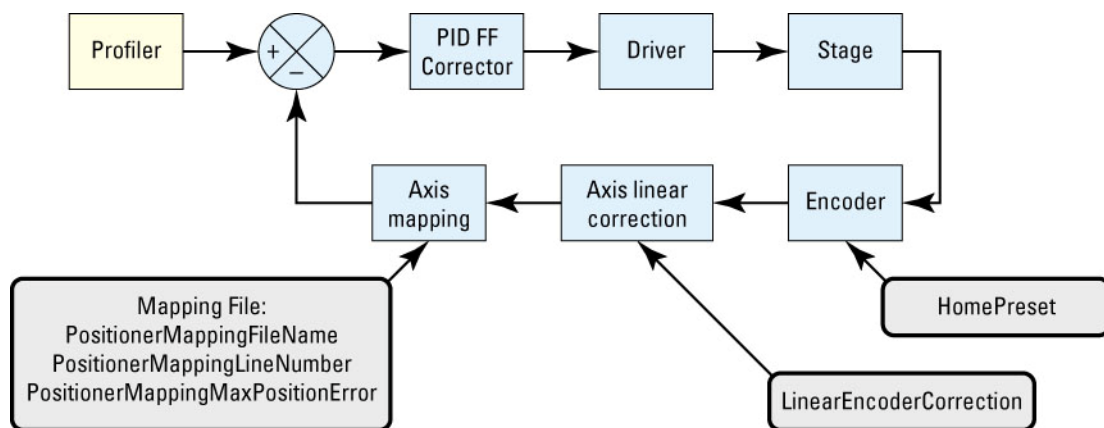 Profiler
+
−
PID FF
Corrector
Driver
Stage
Axis
mapping
Axis linear
correction
Encoder
Mapping File:
PositionerMappingFileName
PositionerMappingLineNumber
PositionerMappingMaxPositionError
HomePreset
LinearEncoderCorrection